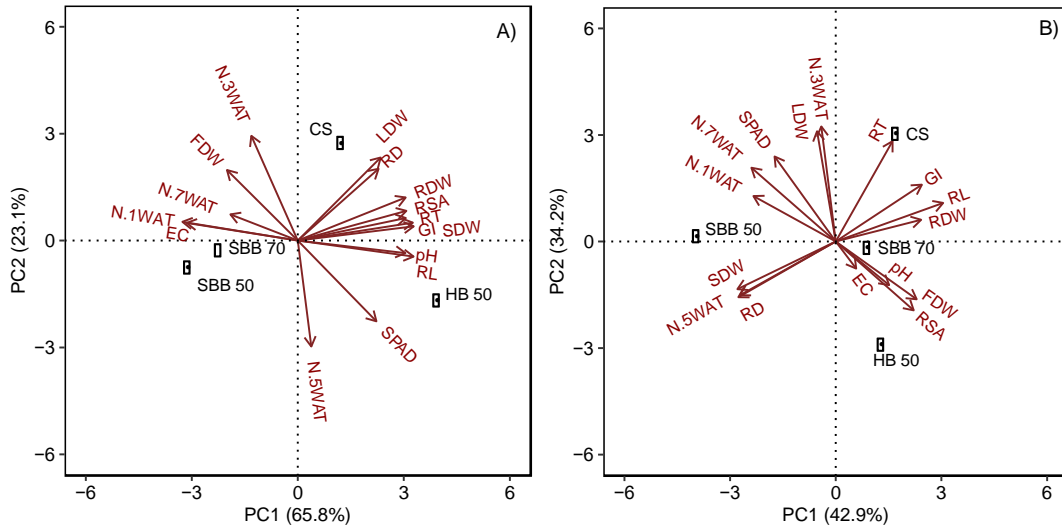 A)
6
3
0
−3
−6
PC2 (23.1%)
N.3WAT
FDW
N.7WAT
N.1WAT
EC
CS
LDW
RD
RDW
RSA
RT
GI
SDW
pH
RL
SPAD
N.5WAT
SBB 70
SBB 50
HB 50
−6
−3
0
3
6
PC1 (65.8%)
B)
6
3
0
−3
−6
PC2 (34.2%)
N.3WAT
LDW
SPAD
N.7WAT
N.1WAT
RT
CS
GI
RL
RDW
SBB 50
SBB 70
SDW
N.5WAT
RD
EC
pH
FDW
RSA
HB 50
−6
−3
0
3
6
PC1 (42.9%)